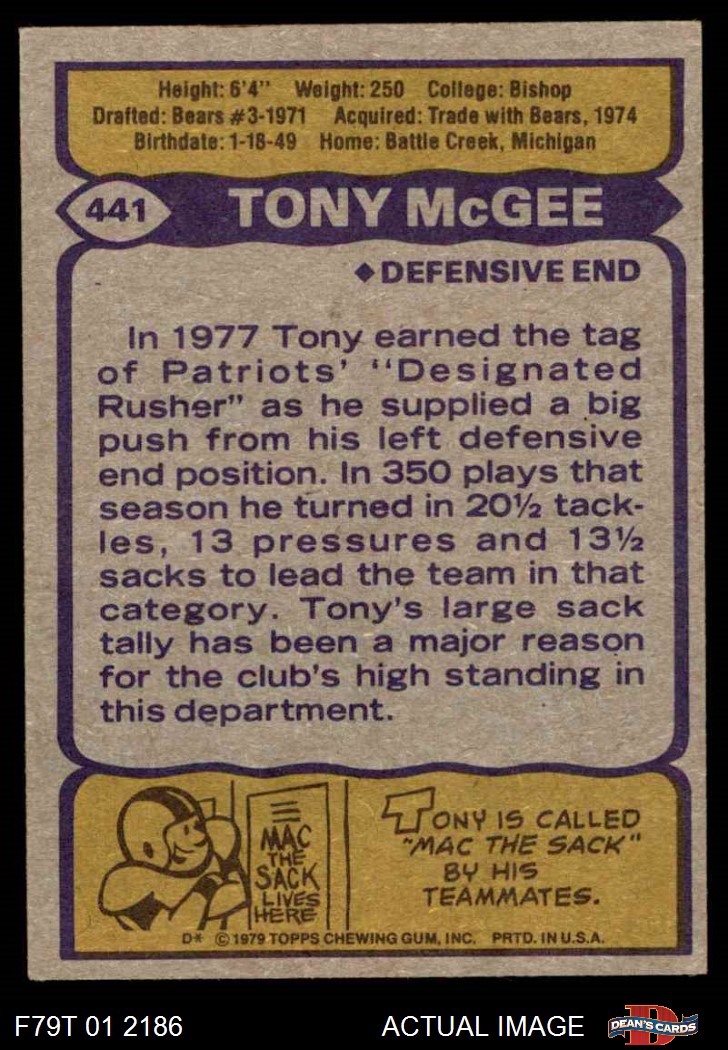 Height: 6'4" Weight: 250 College: Bishop
Drafted: Bears #3-1971 Acquired: Trade with Bears, 1974
Birthdate: 1-18-49 Home: Battle Creek, Michigan
441 TONY McGEE
◆DEFENSIVE END
In 1977 Tony earned the tag
of Patriots' "Designated
Rusher" as he supplied a big
push from his left defensive
end position. In 350 plays that
season he turned in 20½ tack-
les, 13 pressures and 13½
sacks to lead the team in that
category. Tony's large sack
tally has been a major reason
for the club's high standing in
this department.
MAC
THE
SACK
LIVES
HERE
TONY IS CALLED
"MAC THE SACK"
BY HIS
TEAMMATES.
D* © 1979 TOPPS CHEWING GUM, INC. PRTD. IN U.S.A.
F79T 01 2186 ACTUAL IMAGE D DEAN'S CARDS